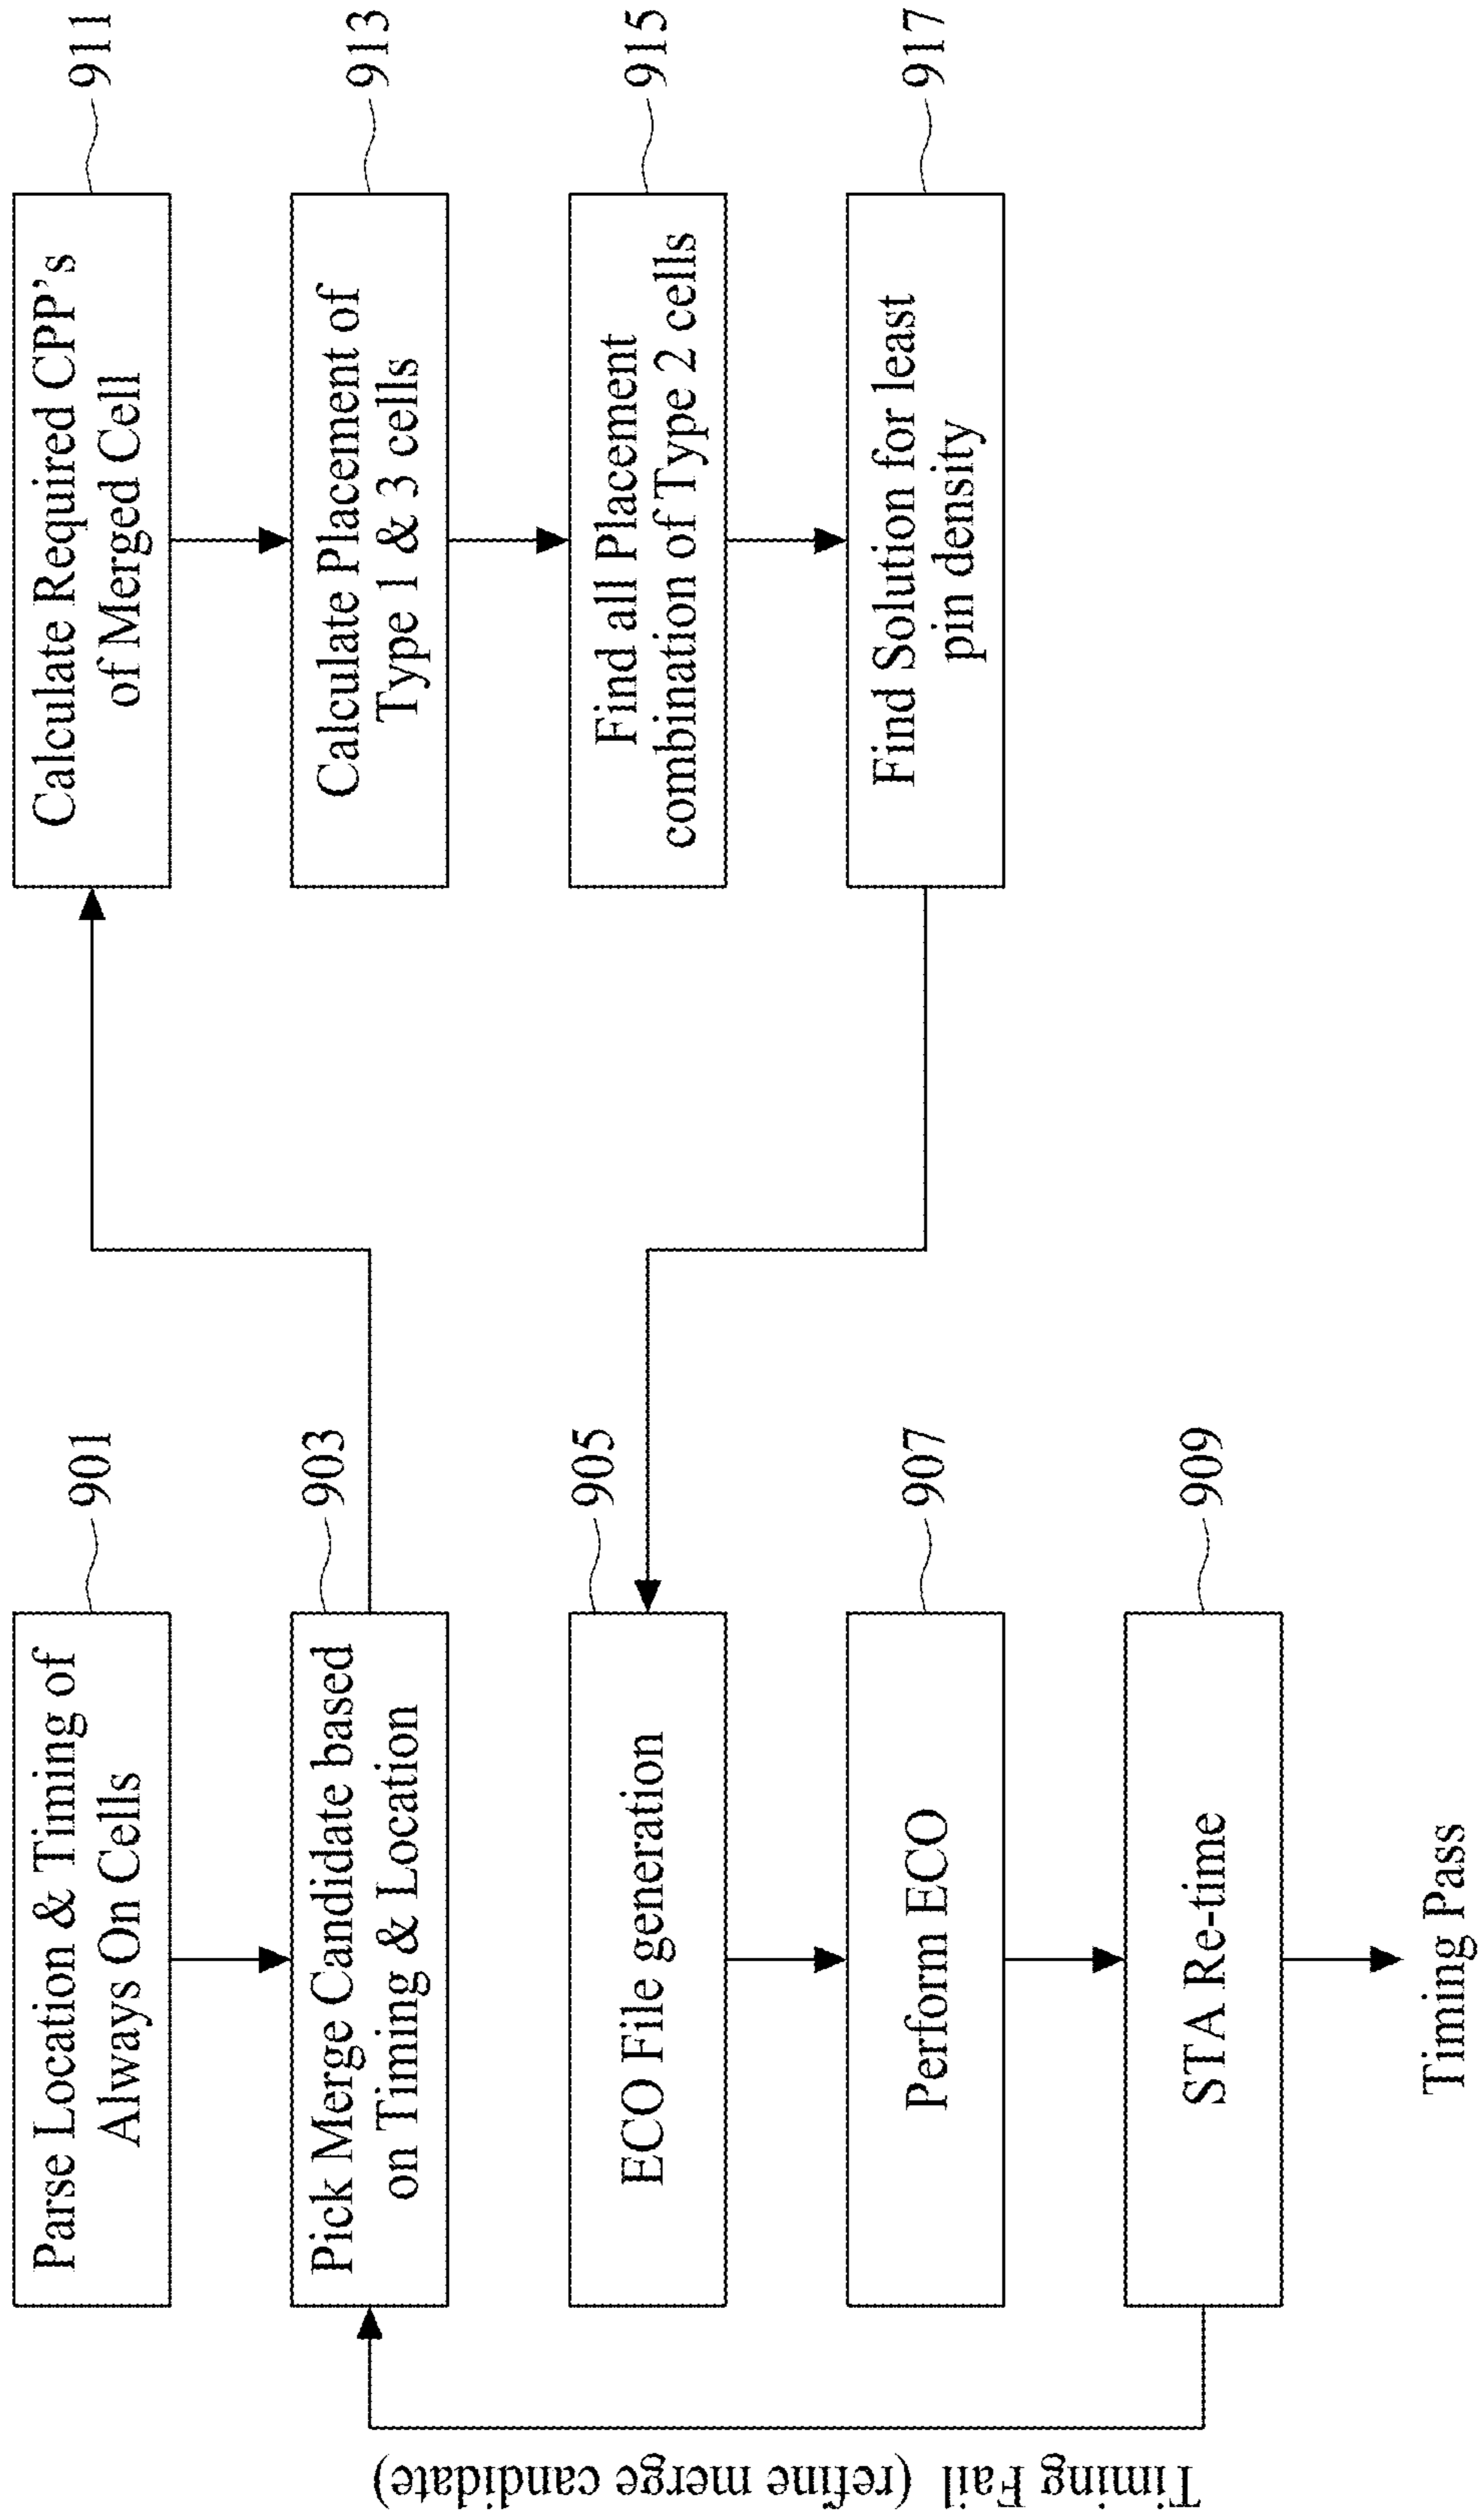 Parse Location & Timing of
Always On Cells
901
Pick Merge Candidate based
on Timing & Location
903
ECO File generation
905
Perform ECO
907
STA Re-time
909
Timing Pass
Timing Fail (refine merge candidate)
Calculate Required CPP's
of Merged Cell
911
Calculate Placement of
Type 1 & 3 cells
913
Find all Placement
combination of Type 2 cells
915
Find Solution for least
pin density
917